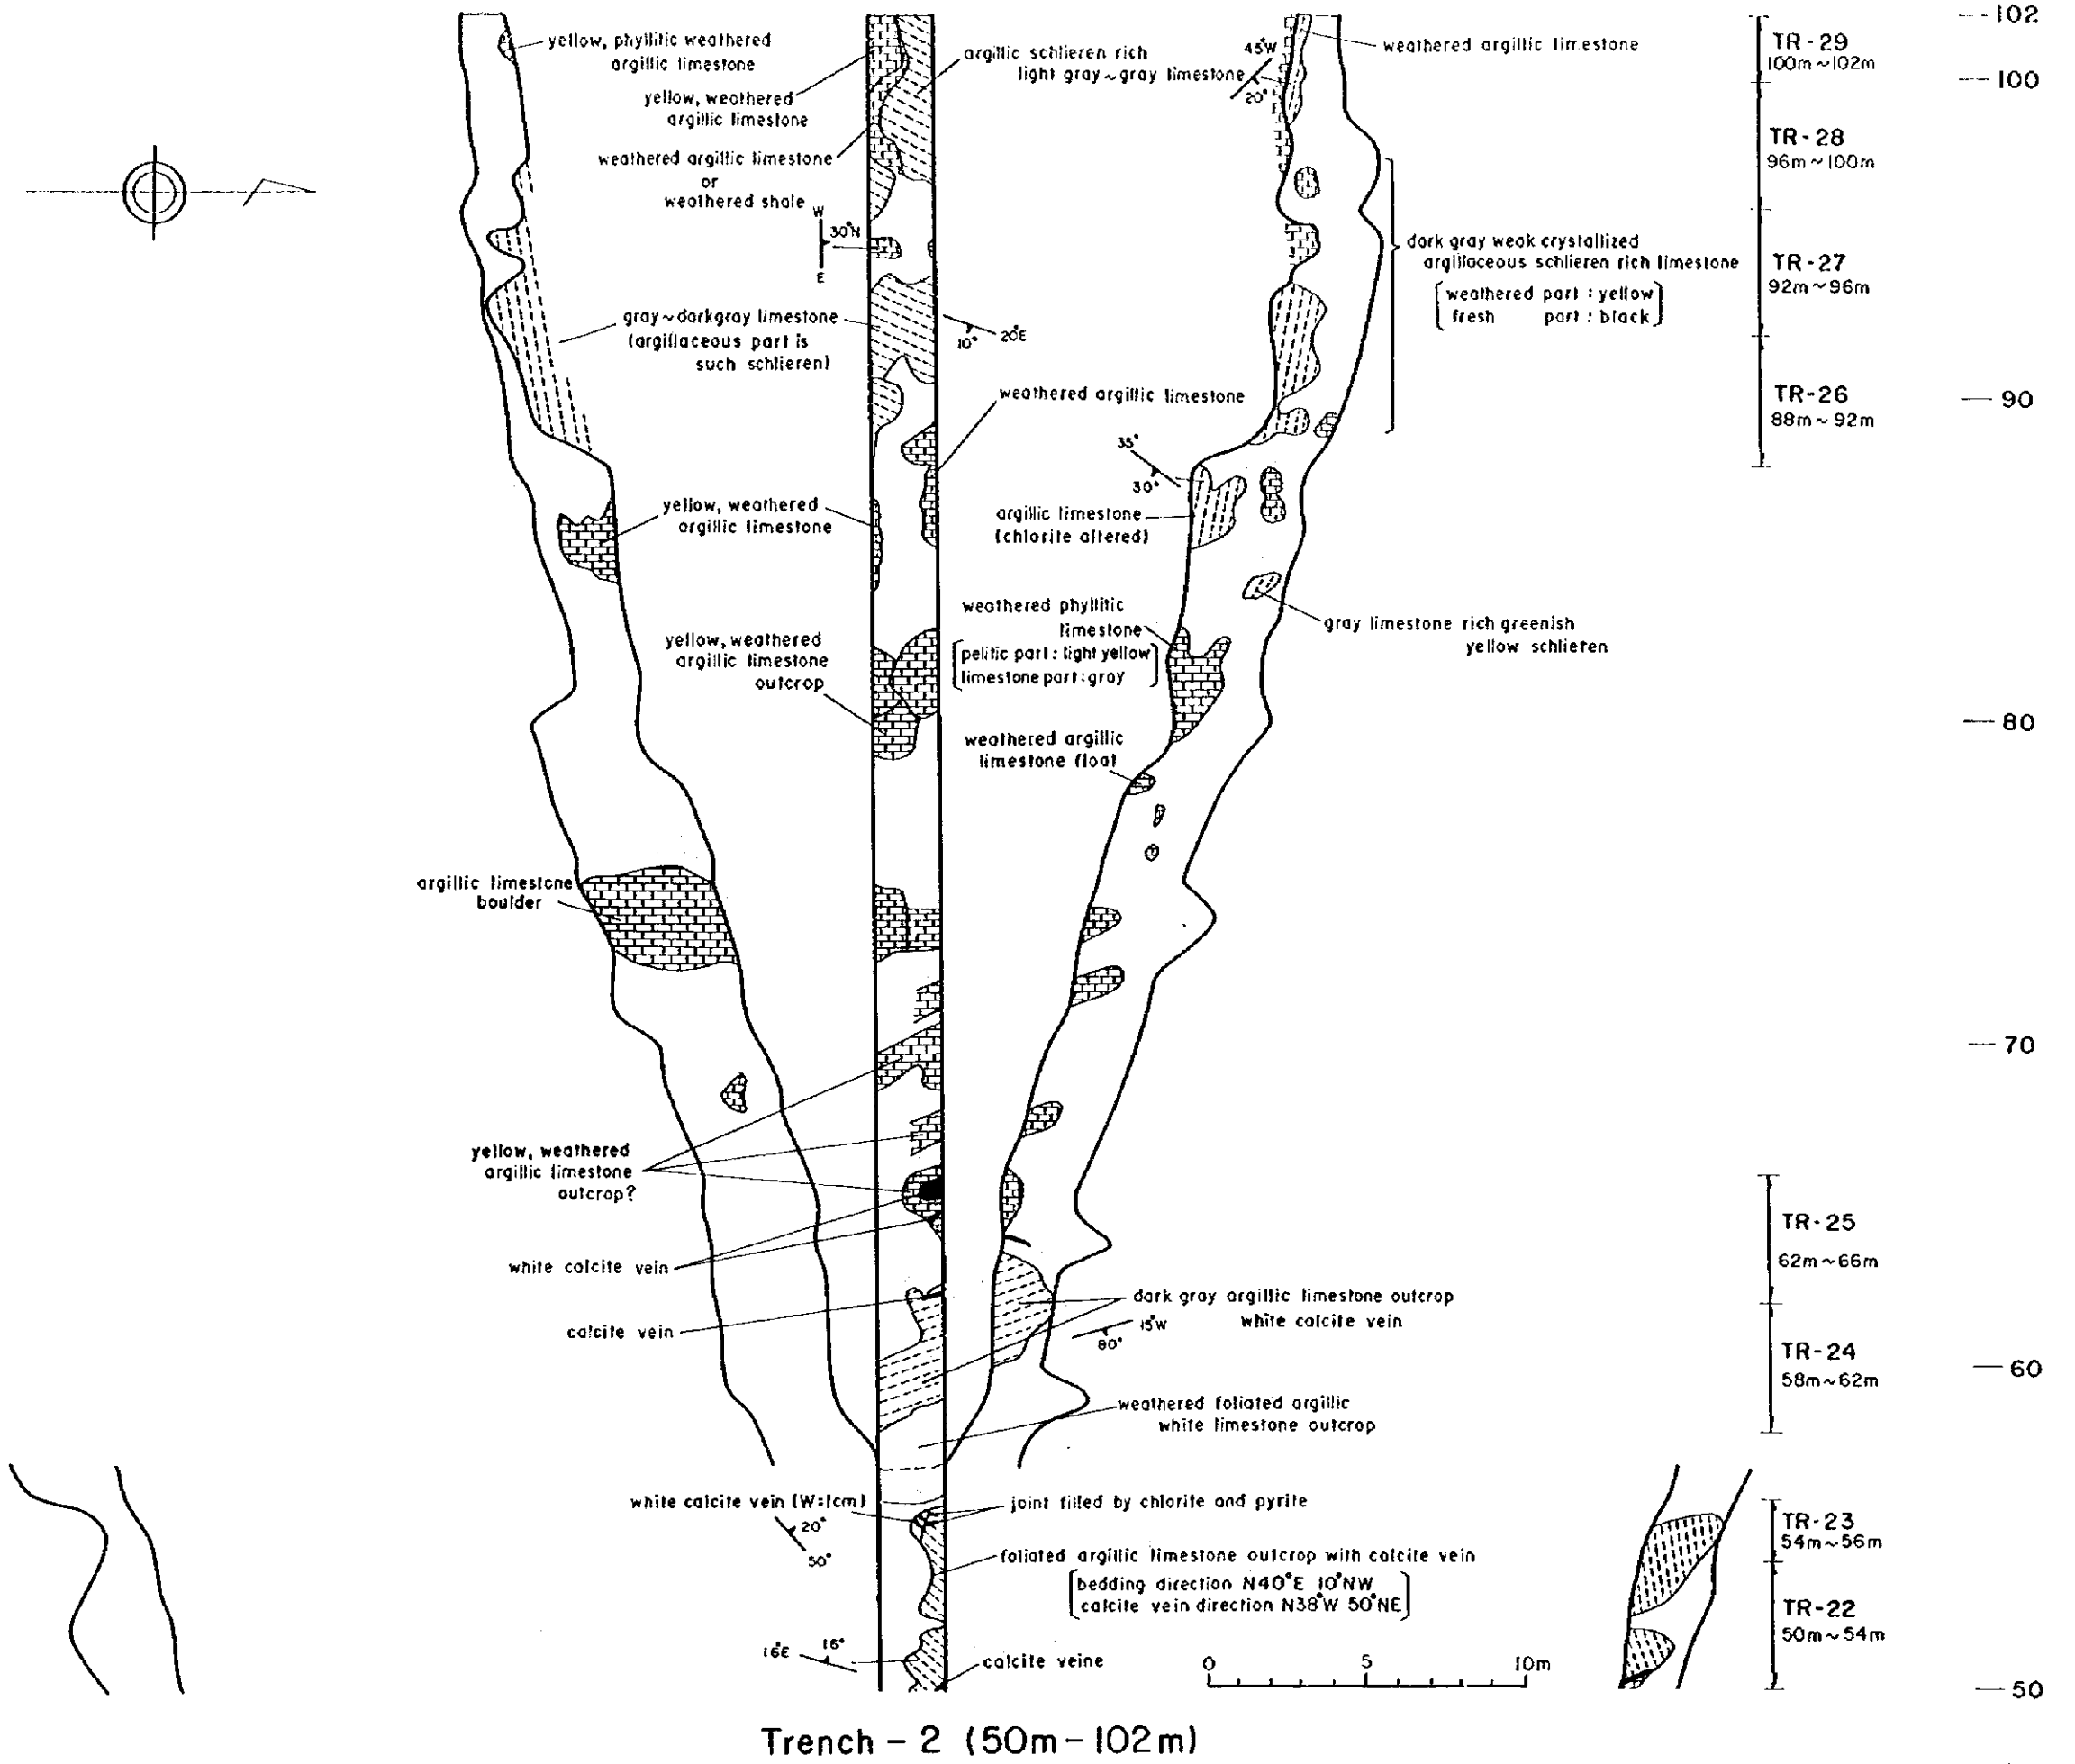 yellow, phyllitic weathered
argillic limestone
yellow, weathered
argillic limestone
weathered argillic limestone
or
weathered shale
W
30°N
E
gray~darkgray limestone
(argillaceous part is
such schlieren)
yellow, weathered
argillic limestone
yellow, weathered
argillic limestone
outcrop
argillic limestone
boulder
yellow, weathered
argillic limestone
outcrop?
white calcite vein
calcite vein
white calcite vein (W=1cm)
20°
50°
16°E
16°
argillic schlieren rich
light gray~gray limestone
45°W
20°
10°
20°E
weathered argillic limestone
35°
30°
argillic limestone
(chlorite altered)
weathered phyllitic
limestone
[pelitic part : light yellow
limestone part : gray]
weathered argillic
limestone float
weathered argillic limestone
dark gray weak crystallized
argillaceous schlieren rich limestone
[weathered part : yellow
fresh part : black]
gray limestone rich greenish
yellow schlieren
dark gray argillic limestone outcrop
white calcite vein
15°W
80°
weathered foliated argillic
white limestone outcrop
joint filled by chlorite and pyrite
foliated argillic limestone outcrop with calcite vein
[bedding direction N40°E 10°NW
calcite vein direction N38°W 50°NE]
calcite veine
0 5 10m
TR-29
100m~102m
TR-28
96m~100m
TR-27
92m~96m
TR-26
88m~92m
TR-25
62m~66m
TR-24
58m~62m
TR-23
54m~56m
TR-22
50m~54m
102
100
90
80
70
60
50
Trench - 2 (50m-102m)